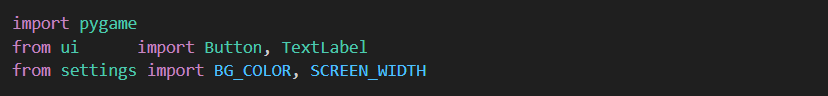 import pygame
from ui      import Button, TextLabel
from settings import BG_COLOR, SCREEN_WIDTH